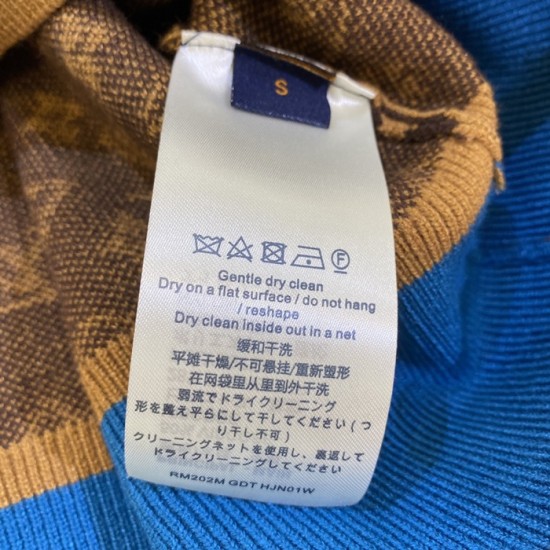 S
Gentle dry clean
Dry on a flat surface / do not hang
/ reshape
Dry clean inside out in a net
缓和干洗
平摊干燥/不可悬挂/重新塑形
在网袋里从里到外干洗
弱流でドライクリーニング
形を整え平らにして干してください(つ
り干し不可)
クリーニングネットを使用し、裏返して
ドライクリーニングしてください
RM202M GDT HJN01W